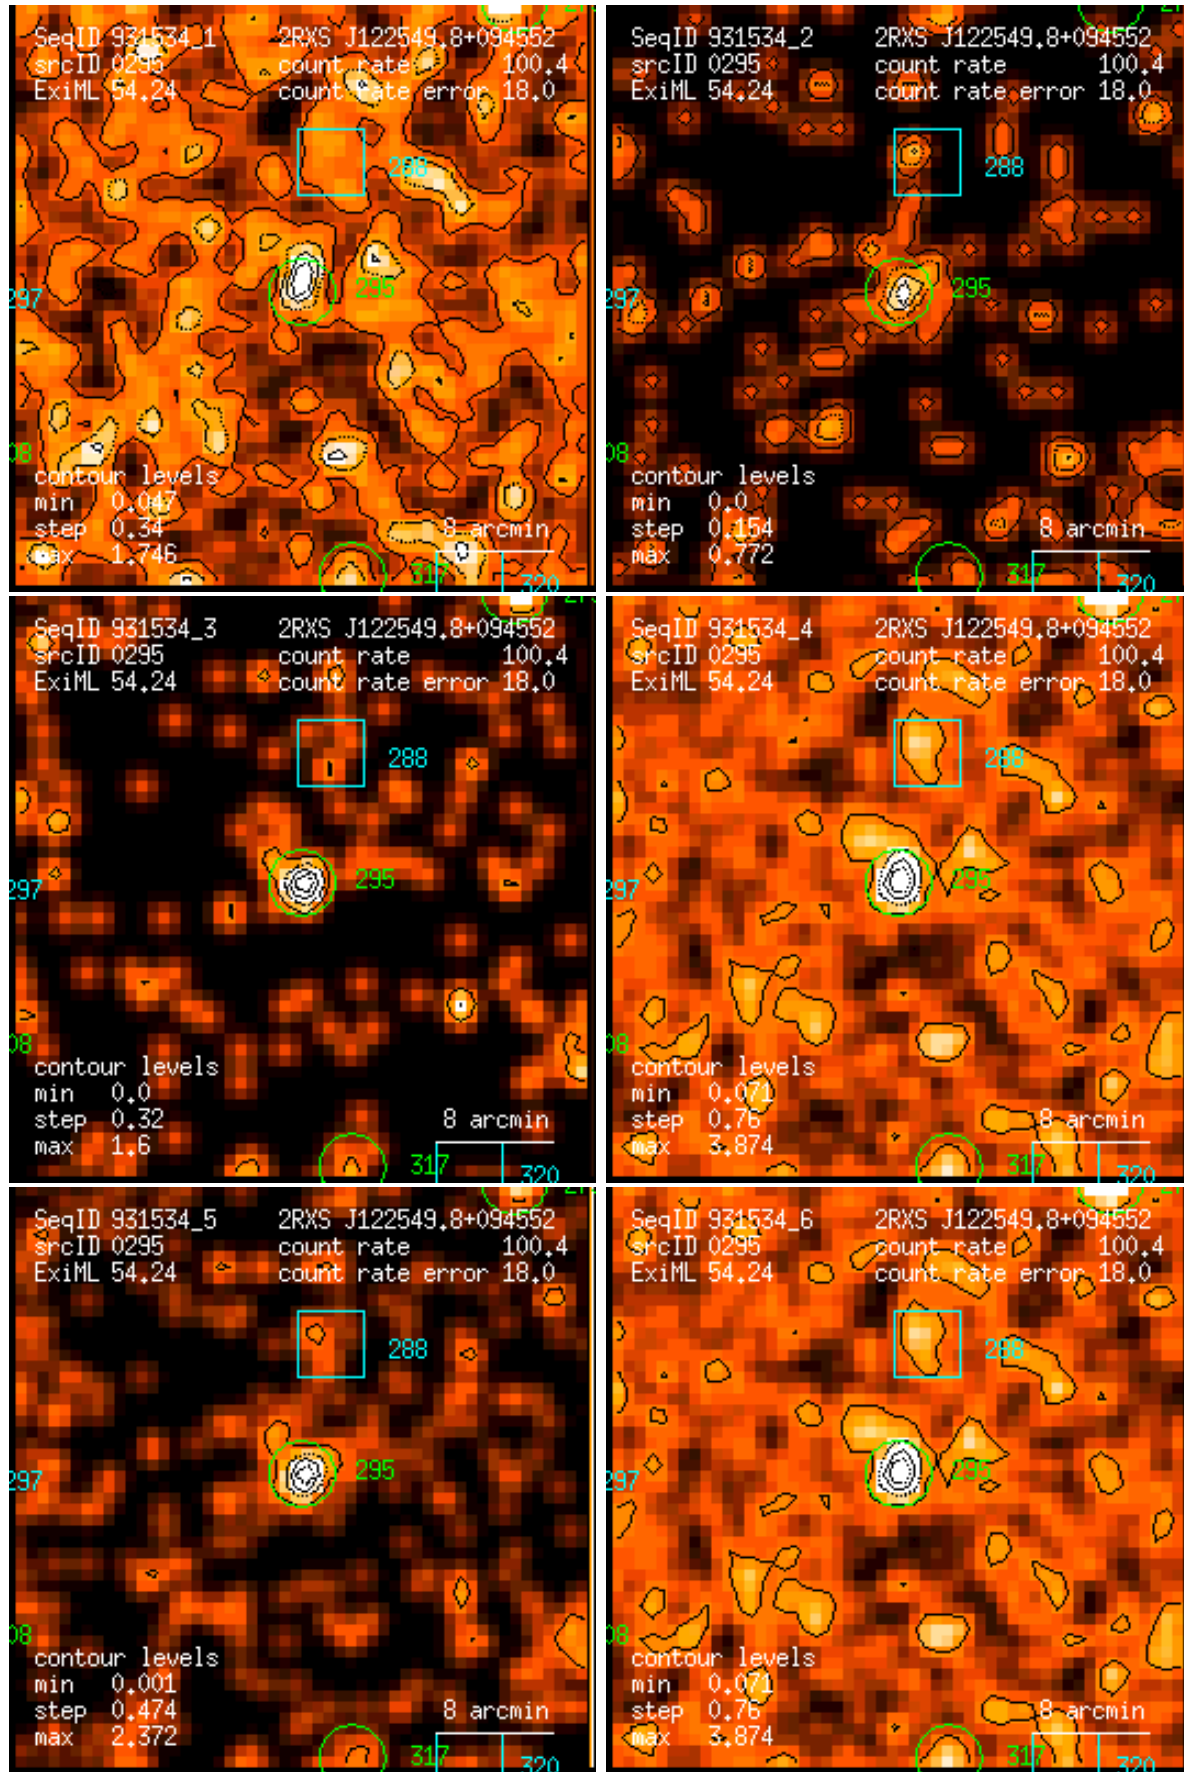 SeqID 931534_1 2RXS J122549.8+094552
srcID 0295 count rate 100.4
ExiML 54.24 count rate error 18.0
288
295
297
08
contour levels
min 0.047
step 0.34
max 1.746
8 arcmin
317
320
SeqID 931534_2 2RXS J122549.8+094552
srcID 0295 count rate 100.4
ExiML 54.24 count rate error 18.0
288
295
297
08
contour levels
min 0.0
step 0.154
max 0.772
8 arcmin
317
320
SeqID 931534_3 2RXS J122549.8+094552
srcID 0295 count rate 100.4
ExiML 54.24 count rate error 18.0
288
295
297
08
contour levels
min 0.0
step 0.32
max 1.6
8 arcmin
317
320
SeqID 931534_4 2RXS J122549.8+094552
srcID 0295 count rate 100.4
ExiML 54.24 count rate error 18.0
288
295
297
08
contour levels
min 0.071
step 0.76
max 3.874
8 arcmin
317
320
SeqID 931534_5 2RXS J122549.8+094552
srcID 0295 count rate 100.4
ExiML 54.24 count rate error 18.0
288
295
297
08
contour levels
min 0.001
step 0.474
max 2.372
8 arcmin
317
320
SeqID 931534_6 2RXS J122549.8+094552
srcID 0295 count rate 100.4
ExiML 54.24 count rate error 18.0
288
295
297
08
contour levels
min 0.071
step 0.76
max 3.874
8 arcmin
317
320